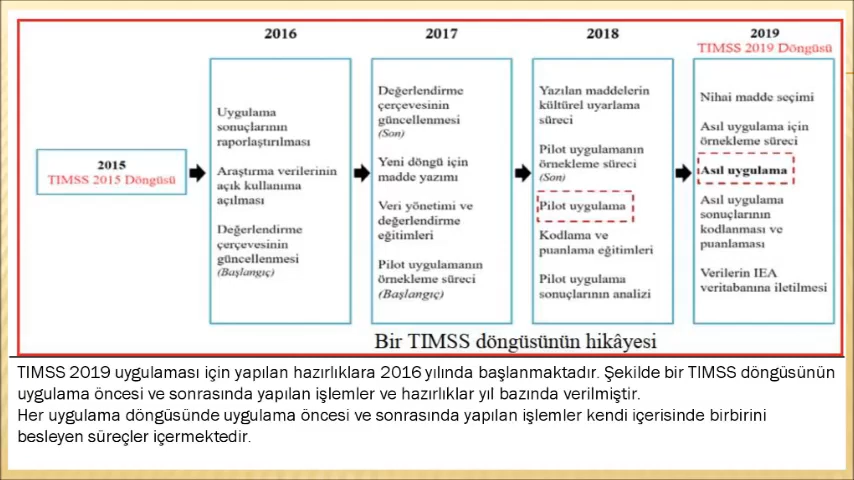 2015
TIMSS 2015 Döngüsü
2016
Uygulama
sonuçlarının
raporlaştırılması
Araştırma verilerinin
açık kullanıma
açılması
Değerlendirme
çerçevesinin
güncellenmesi
(Başlangıç)
2017
Değerlendirme
çerçevesinin
güncellenmesi
(Son)
Yeni döngü için
madde yazımı
Veri yönetimi ve
değerlendirme
eğitimleri
Pilot uygulamanın
örnekleme süreci
(Başlangıç)
2018
Yazılan maddelerin
kültürel uyarlama
süreci
Pilot uygulamanın
örnekleme süreci
(Son)
Pilot uygulama
Kodlama ve
puanlama eğitimleri
Pilot uygulama
sonuçlarının analizi
2019
TIMSS 2019 Döngüsü
Nihai madde seçimi
Asıl uygulama için
örnekleme süreci
Asıl uygulama
Asıl uygulama
sonuçlarının
kodlanması ve
puanlaması
Verilerin IEA
veritabanına iletilmesi
Bir TIMSS döngüsünün hikâyesi
TIMSS 2019 uygulaması için yapılan hazırlıklara 2016 yılında başlanmaktadır. Şekilde bir TIMSS döngüsünün
uygulama öncesi ve sonrasında yapılan işlemler ve hazırlıklar yıl bazında verilmiştir.
Her uygulama döngüsünde uygulama öncesi ve sonrasında yapılan işlemler kendi içerisinde birbirini
besleyen süreçler içermektedir.